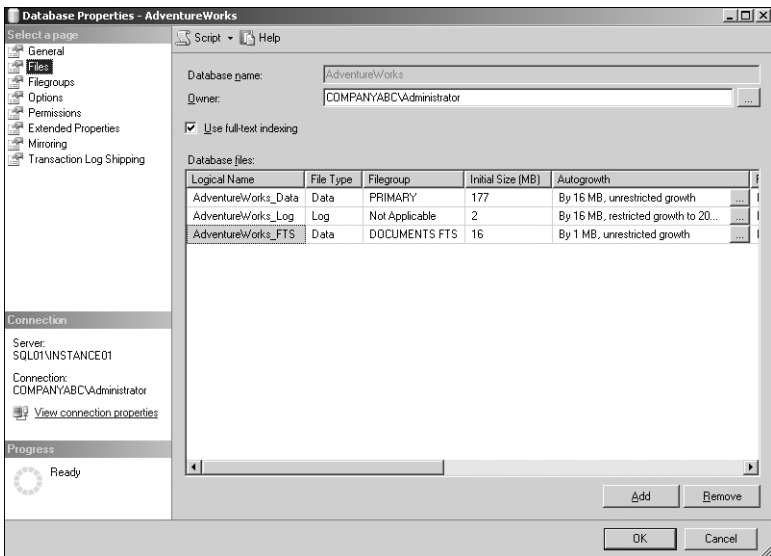 Database Properties - AdventureWorks
Select a page
General
Files
Filegroups
Options
Permissions
Extended Properties
Mirroring
Transaction Log Shipping
Script Help
Database name: AdventureWorks
Owner: COMPANYABC\Administrator ...
Use full-text indexing
Database files:
Logical Name File Type Filegroup Initial Size (MB) Autogrowth
AdventureWorks_Data Data PRIMARY 177 By 16 MB, unrestricted growth ...
AdventureWorks_Log Log Not Applicable 2 By 16 MB, restricted growth to 20... ...
AdventureWorks_FTS Data DOCUMENTS FTS 16 By 1 MB, unrestricted growth ...
Connection
Server:
SQL01\INSTANCE01
Connection:
COMPANYABC\Administrator
View connection properties
Progress
Ready
Add Remove
OK Cancel